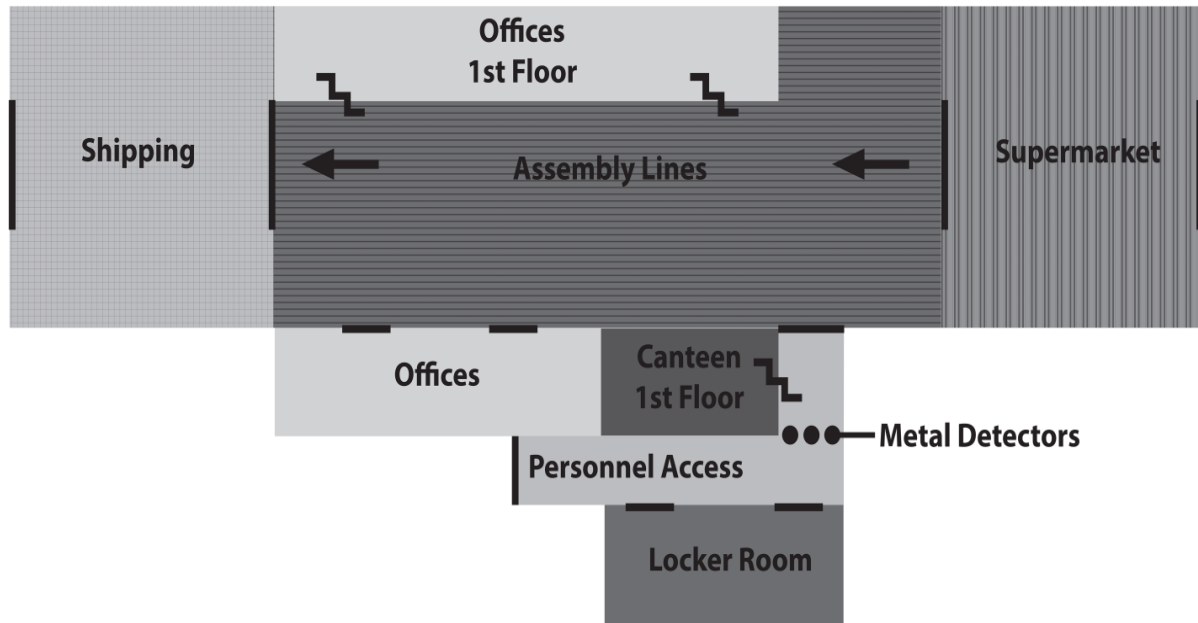 Offices
1st Floor
Shipping
Assembly Lines
Supermarket
Offices
Canteen
1st Floor
Metal Detectors
Personnel Access
Locker Room